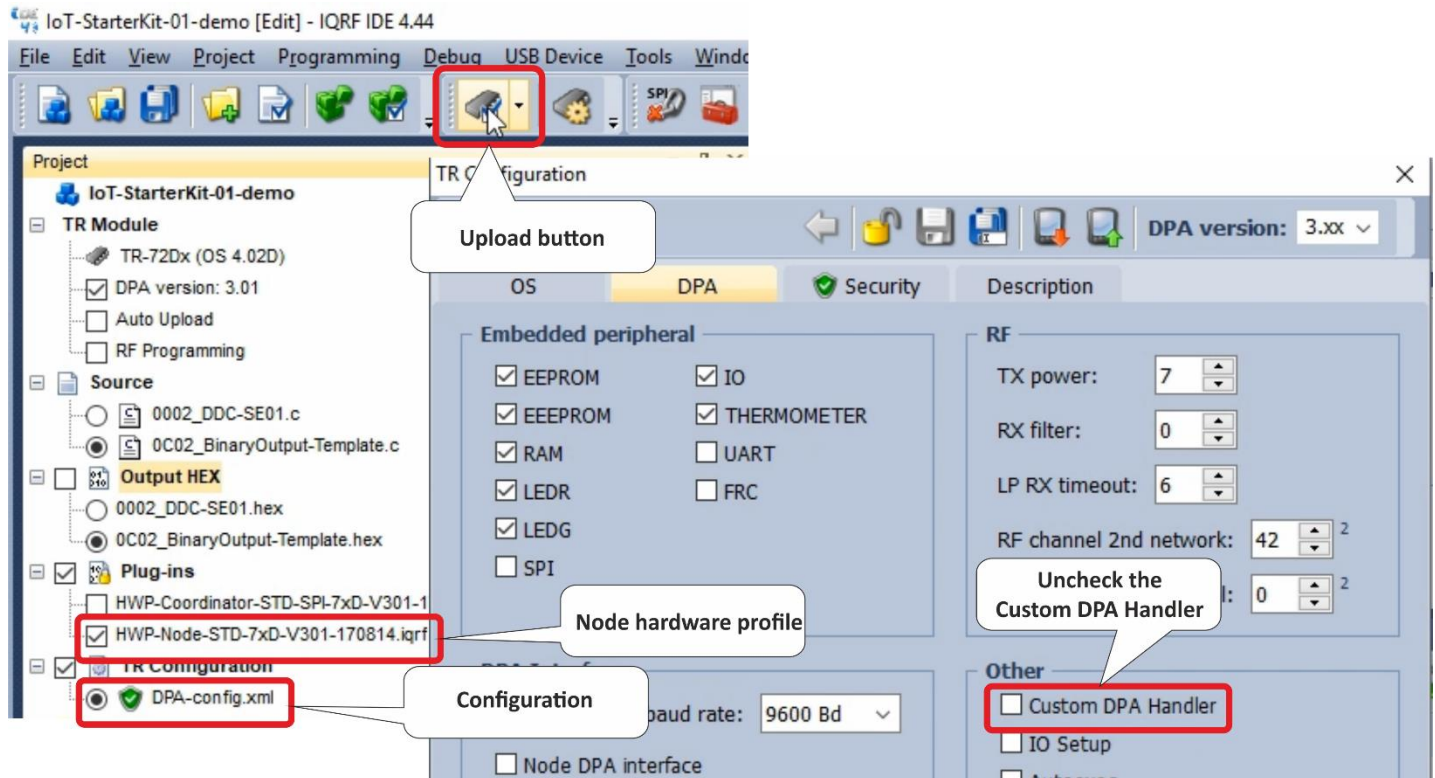 IoT-StarterKit-01-demo [Edit] - IQRF IDE 4.44
File Edit View Project Programming Debug USB Device Tools
SPI
Upload button
Project
IoT-StarterKit-01-demo
TR Module
TR-72Dx (OS 4.02D)
DPA version: 3.01
Auto Upload
RF Programming
Source
0002_DDC-SE01.c
0C02_BinaryOutput-Template.c
Output HEX
0002_DDC-SE01.hex
0C02_BinaryOutput-Template.hex
Plug-ins
HWP-Coordinator-STD-SPI-7xD-V301-1
HWP-Node-STD-7xD-V301-170814.iqrf
TR Configuration
DPA-config.xml
TR
DPA version: 3.xx
OS DPA Security Description
Embedded peripheral
EEPROM IO
EEEPROM THERMOMETER
RAM UART
LEDR FRC
LEDG
SPI
Node hardware profile
Configuration
baud rate: 9600 Bd
Node DPA interface
RF
TX power: 7
RX filter: 0
LP RX timeout: 6
RF channel 2nd network: 42 2
0 2
Uncheck the
Custom DPA Handler
Other
Custom DPA Handler
IO Setup